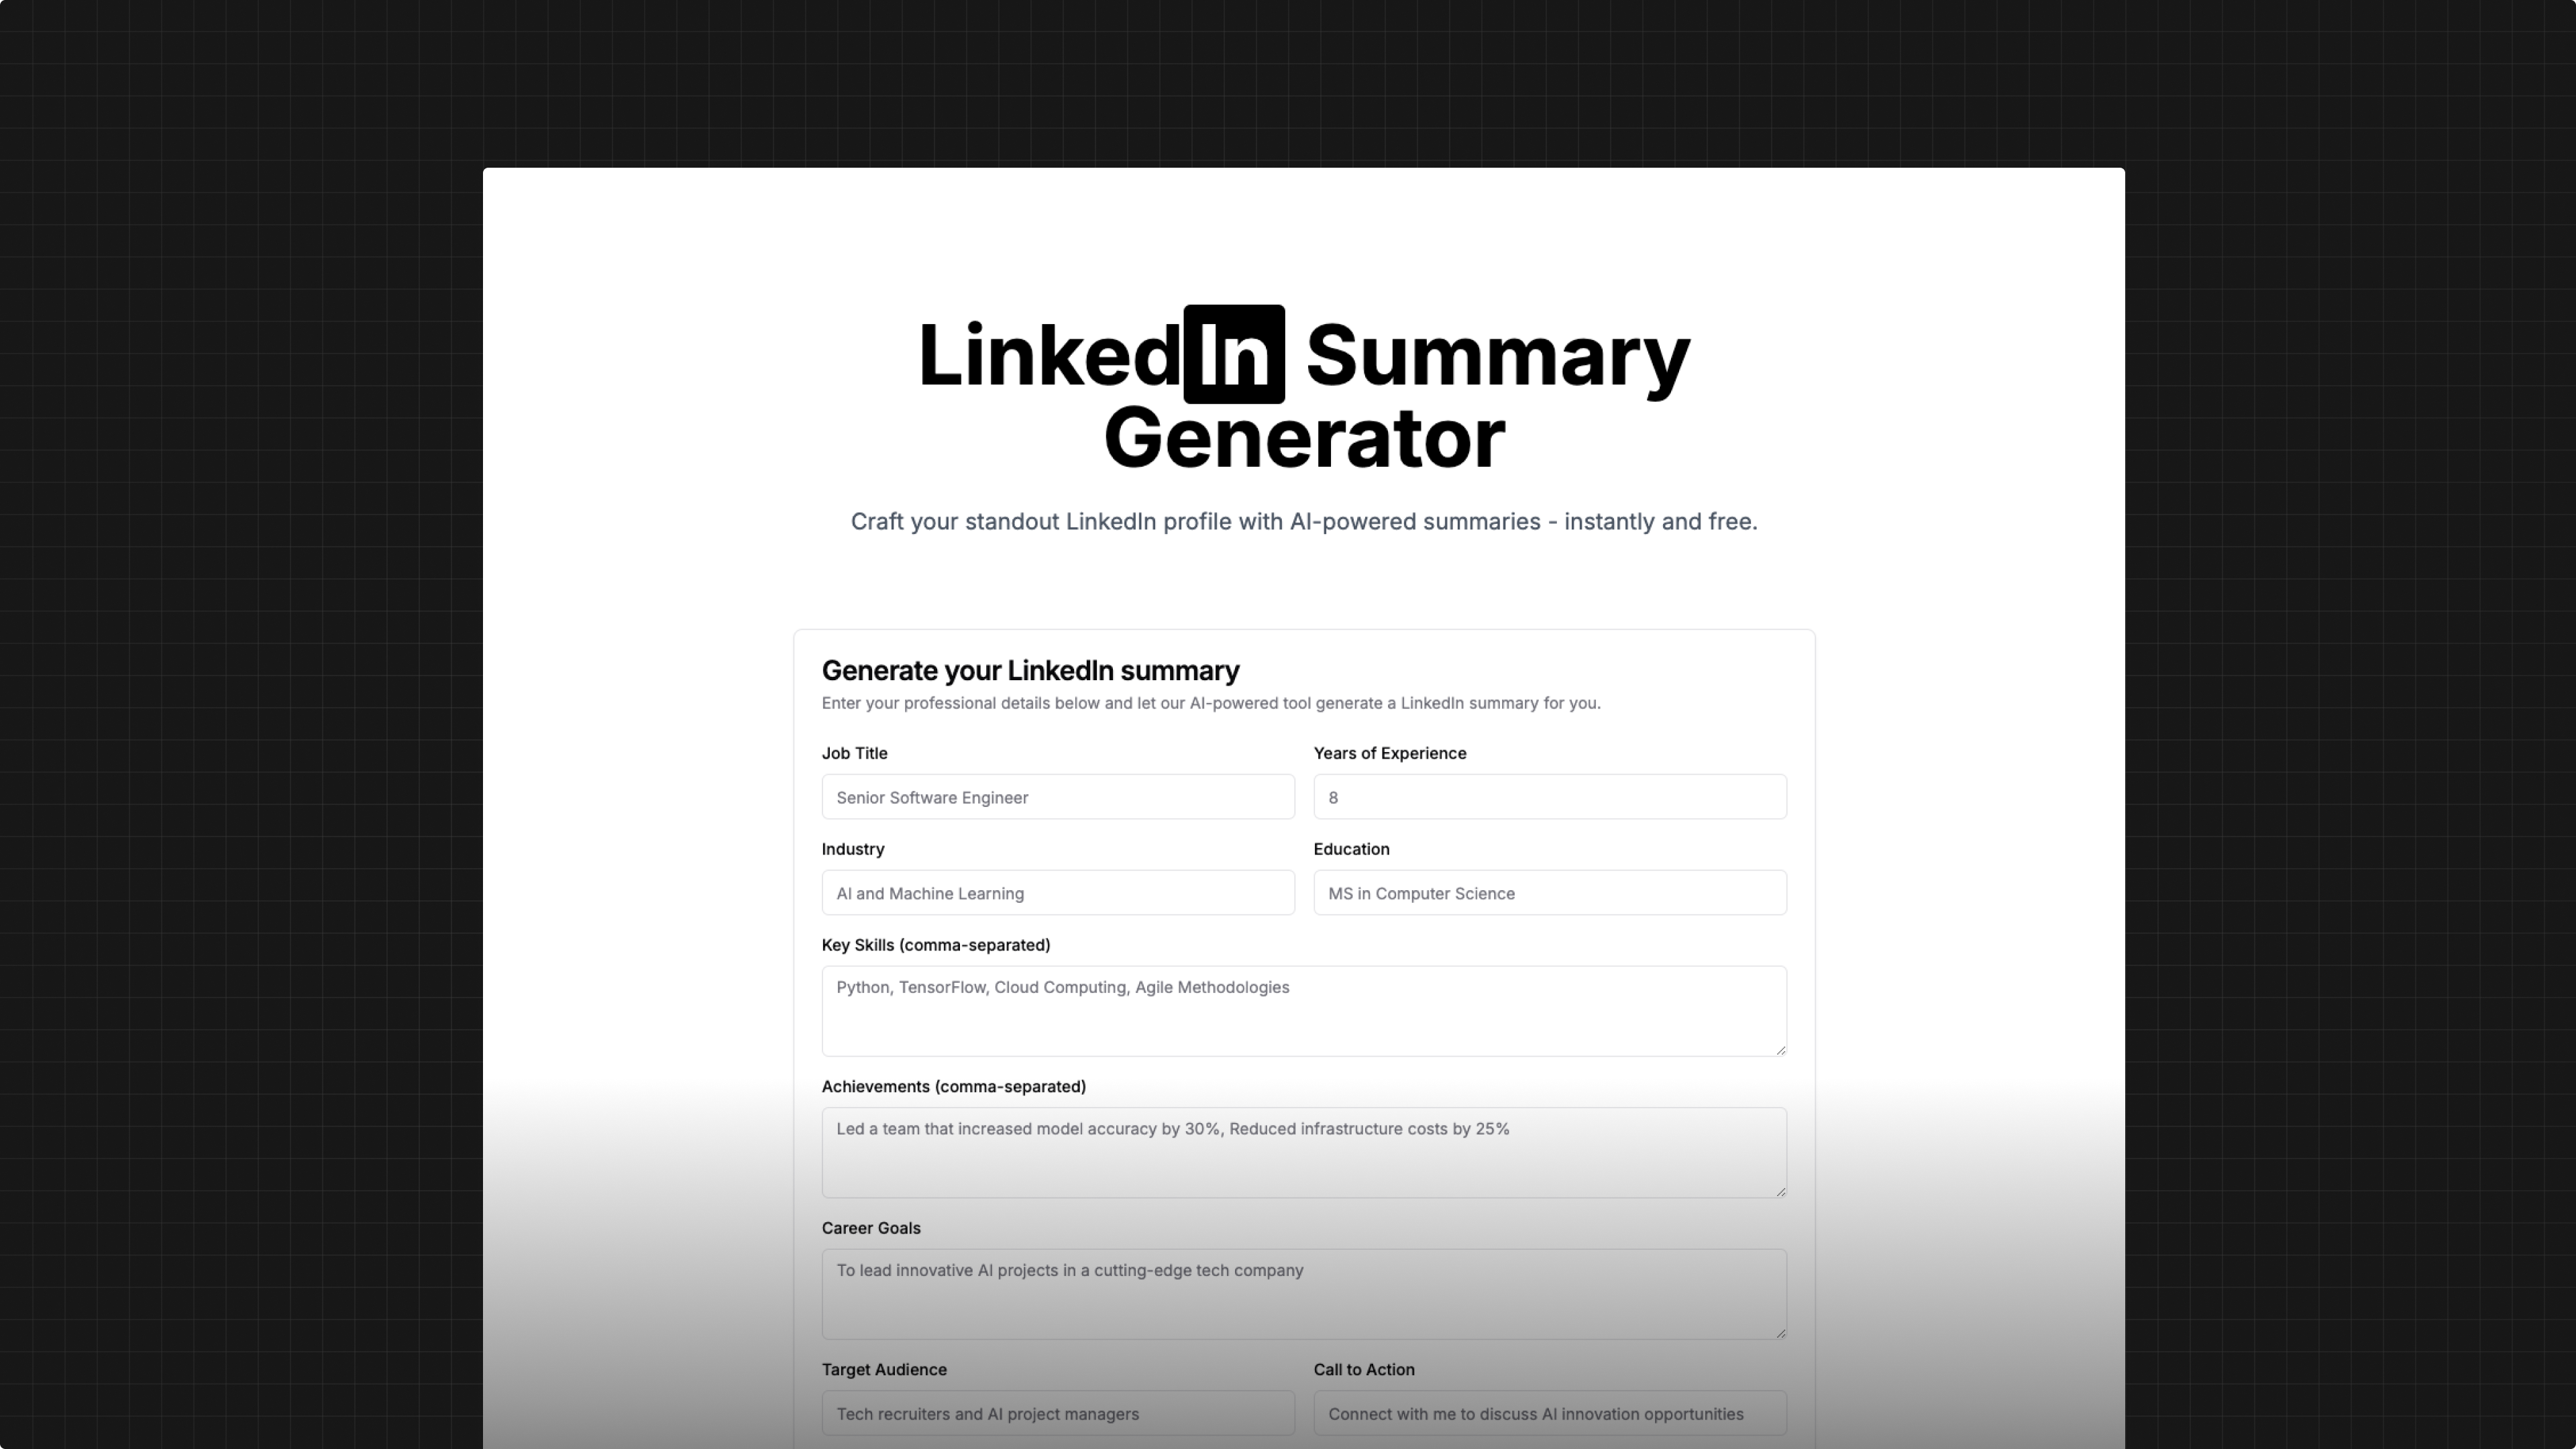 LinkedIn Summary
Generator
Craft your standout LinkedIn profile with AI-powered summaries - instantly and free.
Generate your LinkedIn summary
Enter your professional details below and let our AI-powered tool generate a LinkedIn summary for you.
Job Title
Years of Experience
Senior Software Engineer
8
Industry
Education
AI and Machine Learning
MS in Computer Science
Key Skills (comma-separated)
Python, TensorFlow, Cloud Computing, Agile Methodologies
Achievements (comma-separated)
Led a team that increased model accuracy by 30%, Reduced infrastructure costs by 25%
Career Goals
To lead innovative AI projects in a cutting-edge tech company
Target Audience
Call to Action
Tech recruiters and AI project managers
Connect with me to discuss AI innovation opportunities